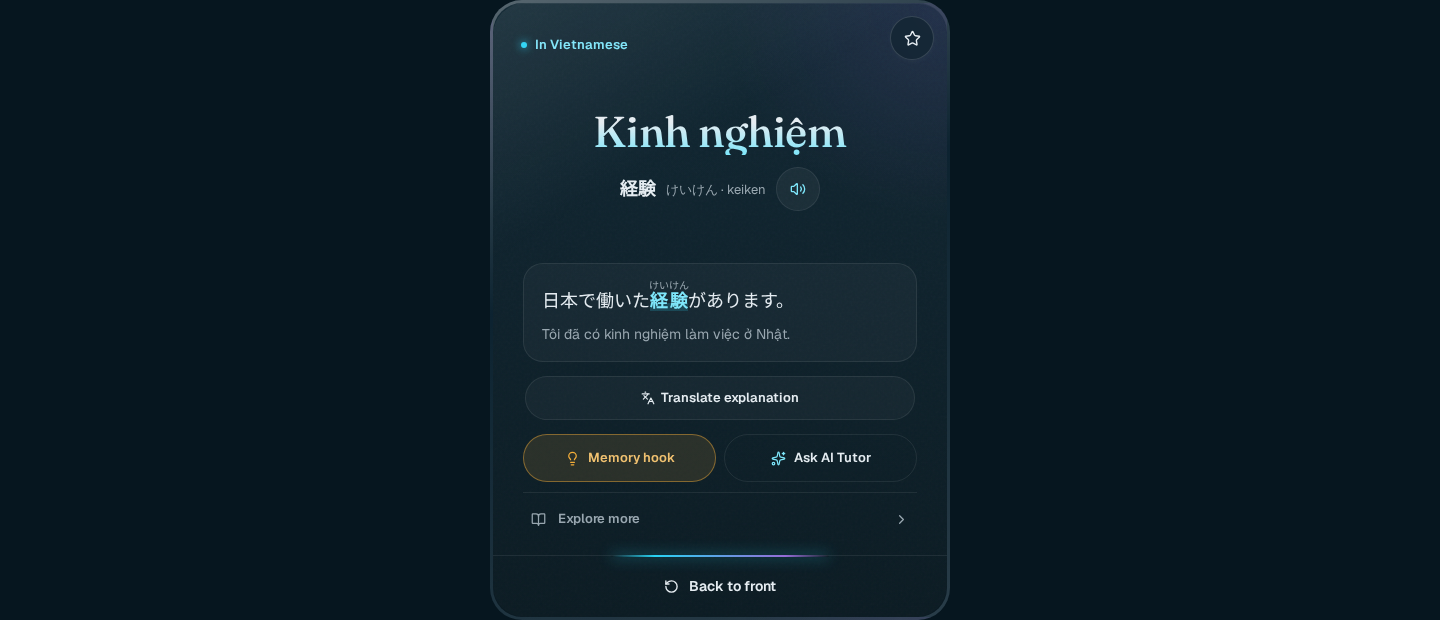 In Vietnamese
Kinh nghiệm
経験 けいけん · keiken
けいけん
日本で働いた経験があります。
Tôi đã có kinh nghiệm làm việc ở Nhật.
Translate explanation
Memory hook
Ask AI Tutor
Explore more
Back to front